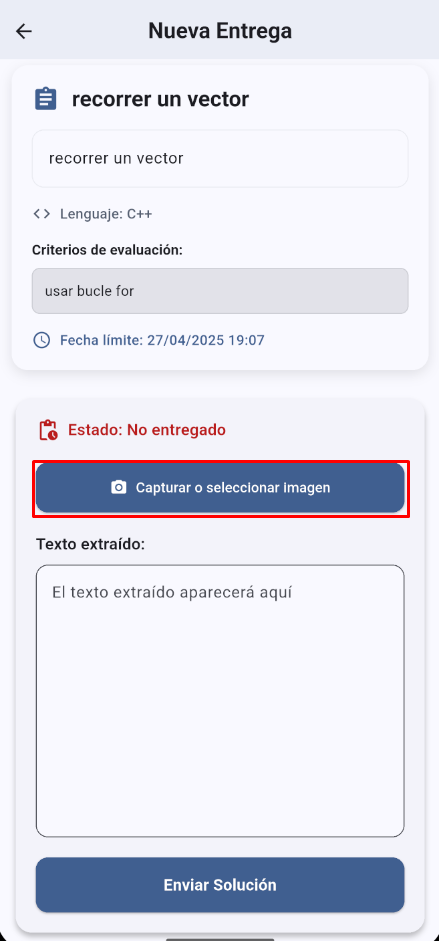 Nueva Entrega
recorrer un vector
recorrer un vector
Lenguaje: C++
Criterios de evaluación:
usar bucle for
Fecha límite: 27/04/2025 19:07
Estado: No entregado
Capturar o seleccionar imagen
Texto extraído:
El texto extraído aparecerá aquí
Enviar Solución